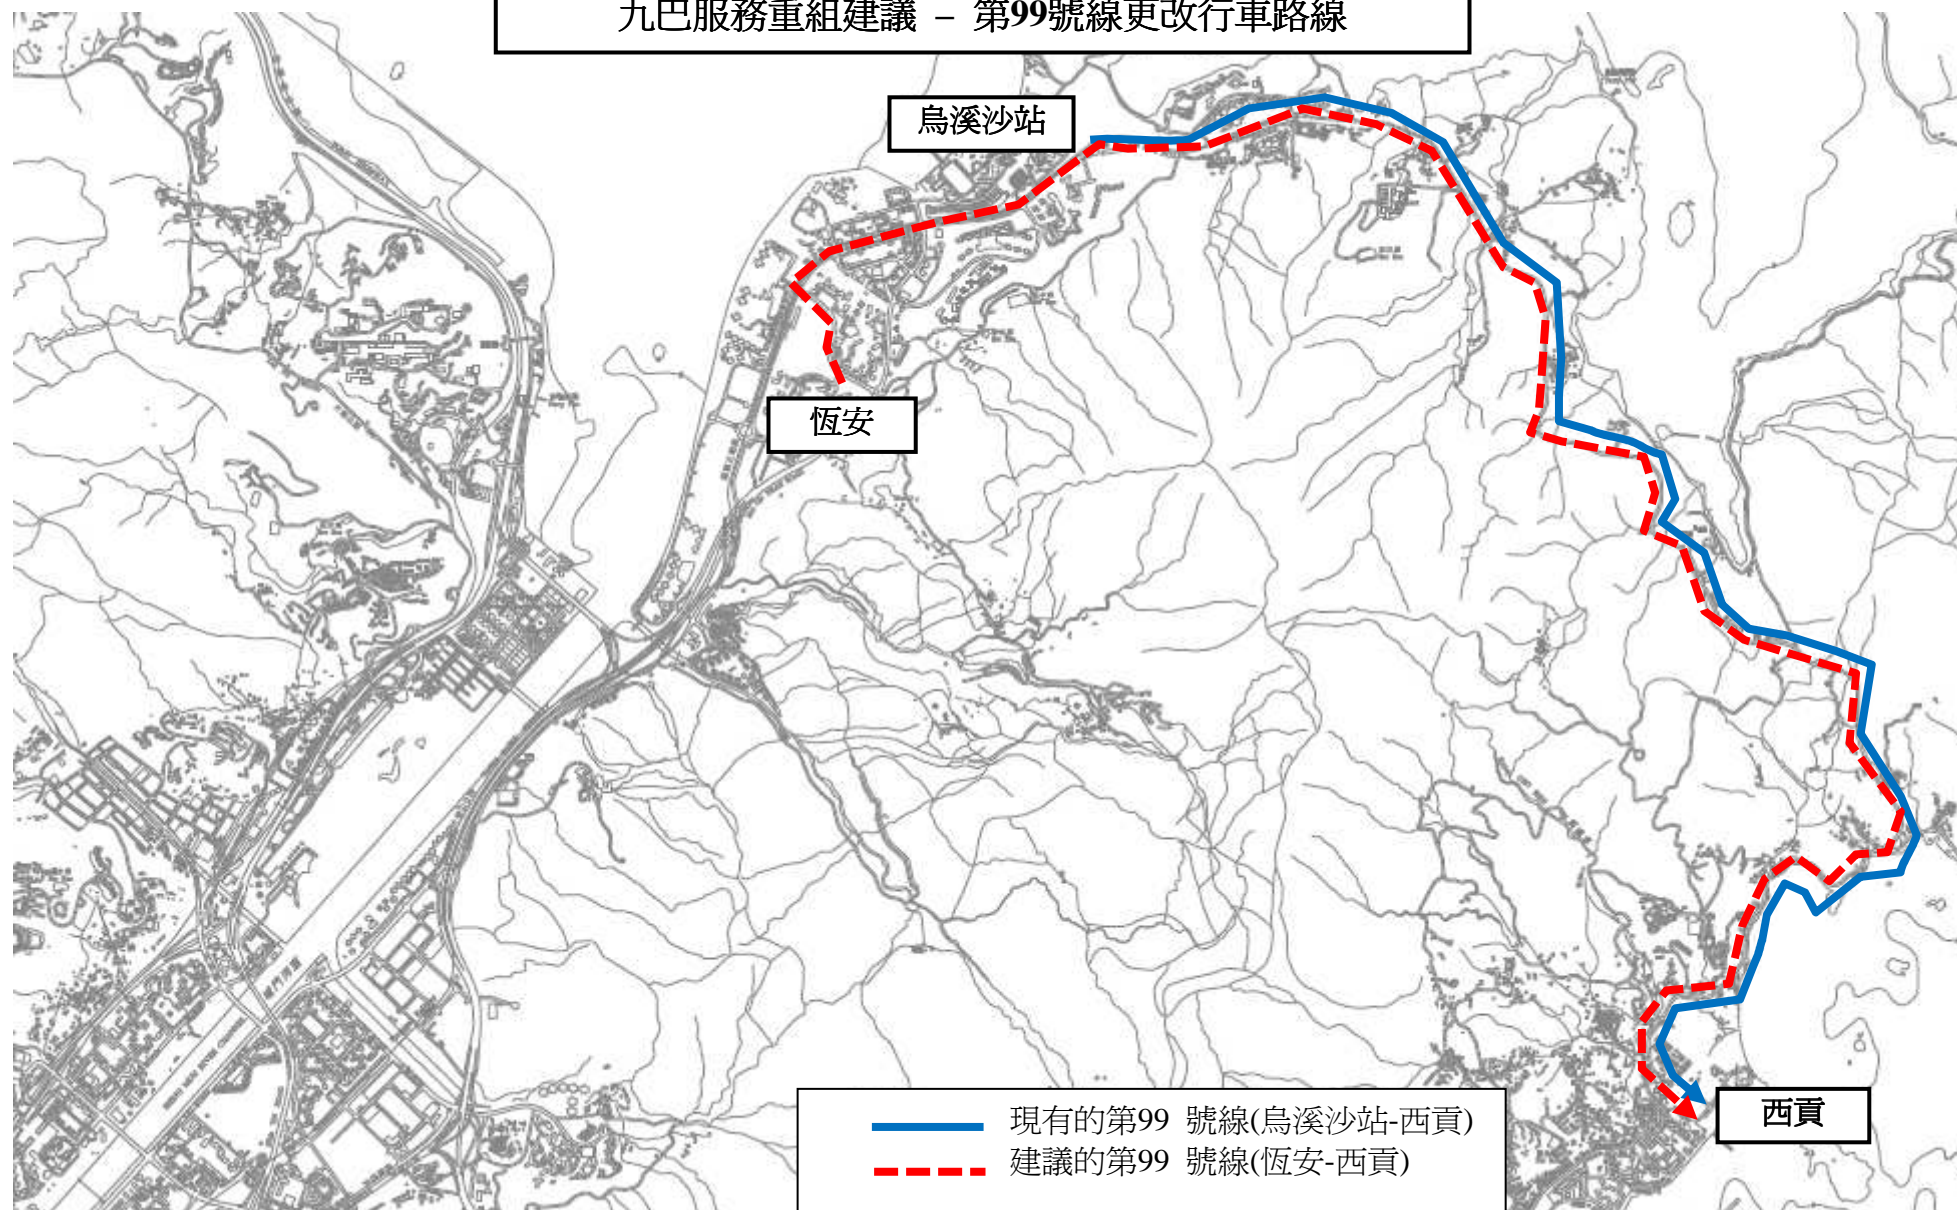 九巴服務重組建議 – 第99號線更改行車路線
烏溪沙站
恆安
西貢
現有的第99 號線(烏溪沙站-西貢)
建議的第99 號線(恆安-西貢)